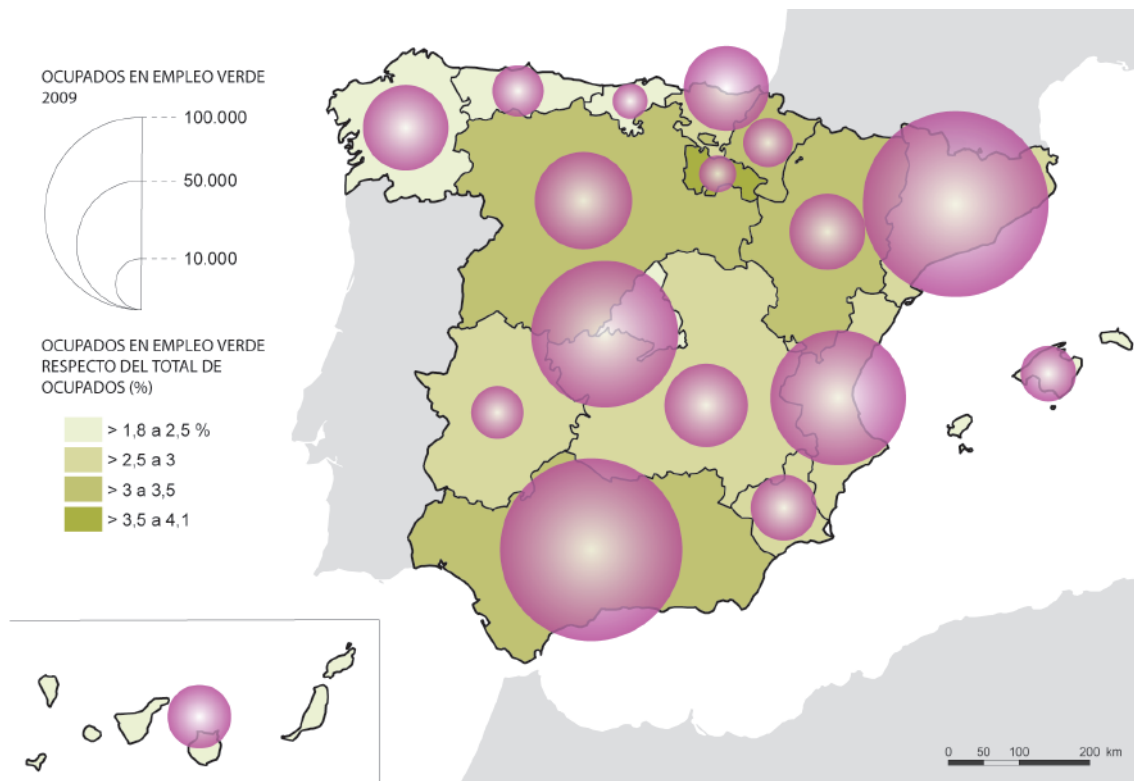 OCUPADOS EN EMPLEO VERDE
2009
100.000
50.000
10.000
OCUPADOS EN EMPLEO VERDE
RESPECTO DEL TOTAL DE
OCUPADOS (%)
> 1,8 a 2,5 %
> 2,5 a 3
> 3 a 3,5
> 3,5 a 4,1
0 50 100 200 km